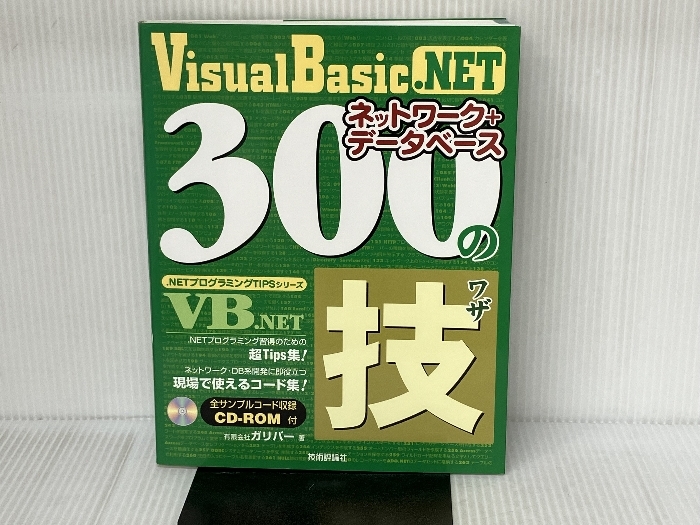 Visual Basic .NET
ネットワーク+
データベース
300の
技
ワザ
.NETプログラミングTIPSシリーズ
VB.NET
.NETプログラミング習得のための
超Tips集!
ネットワーク・DB系開発に即役立つ
現場で使えるコード集!
全サンプルコード収録
CD-ROM 付
有限会社ガリバー 著
技術評論社